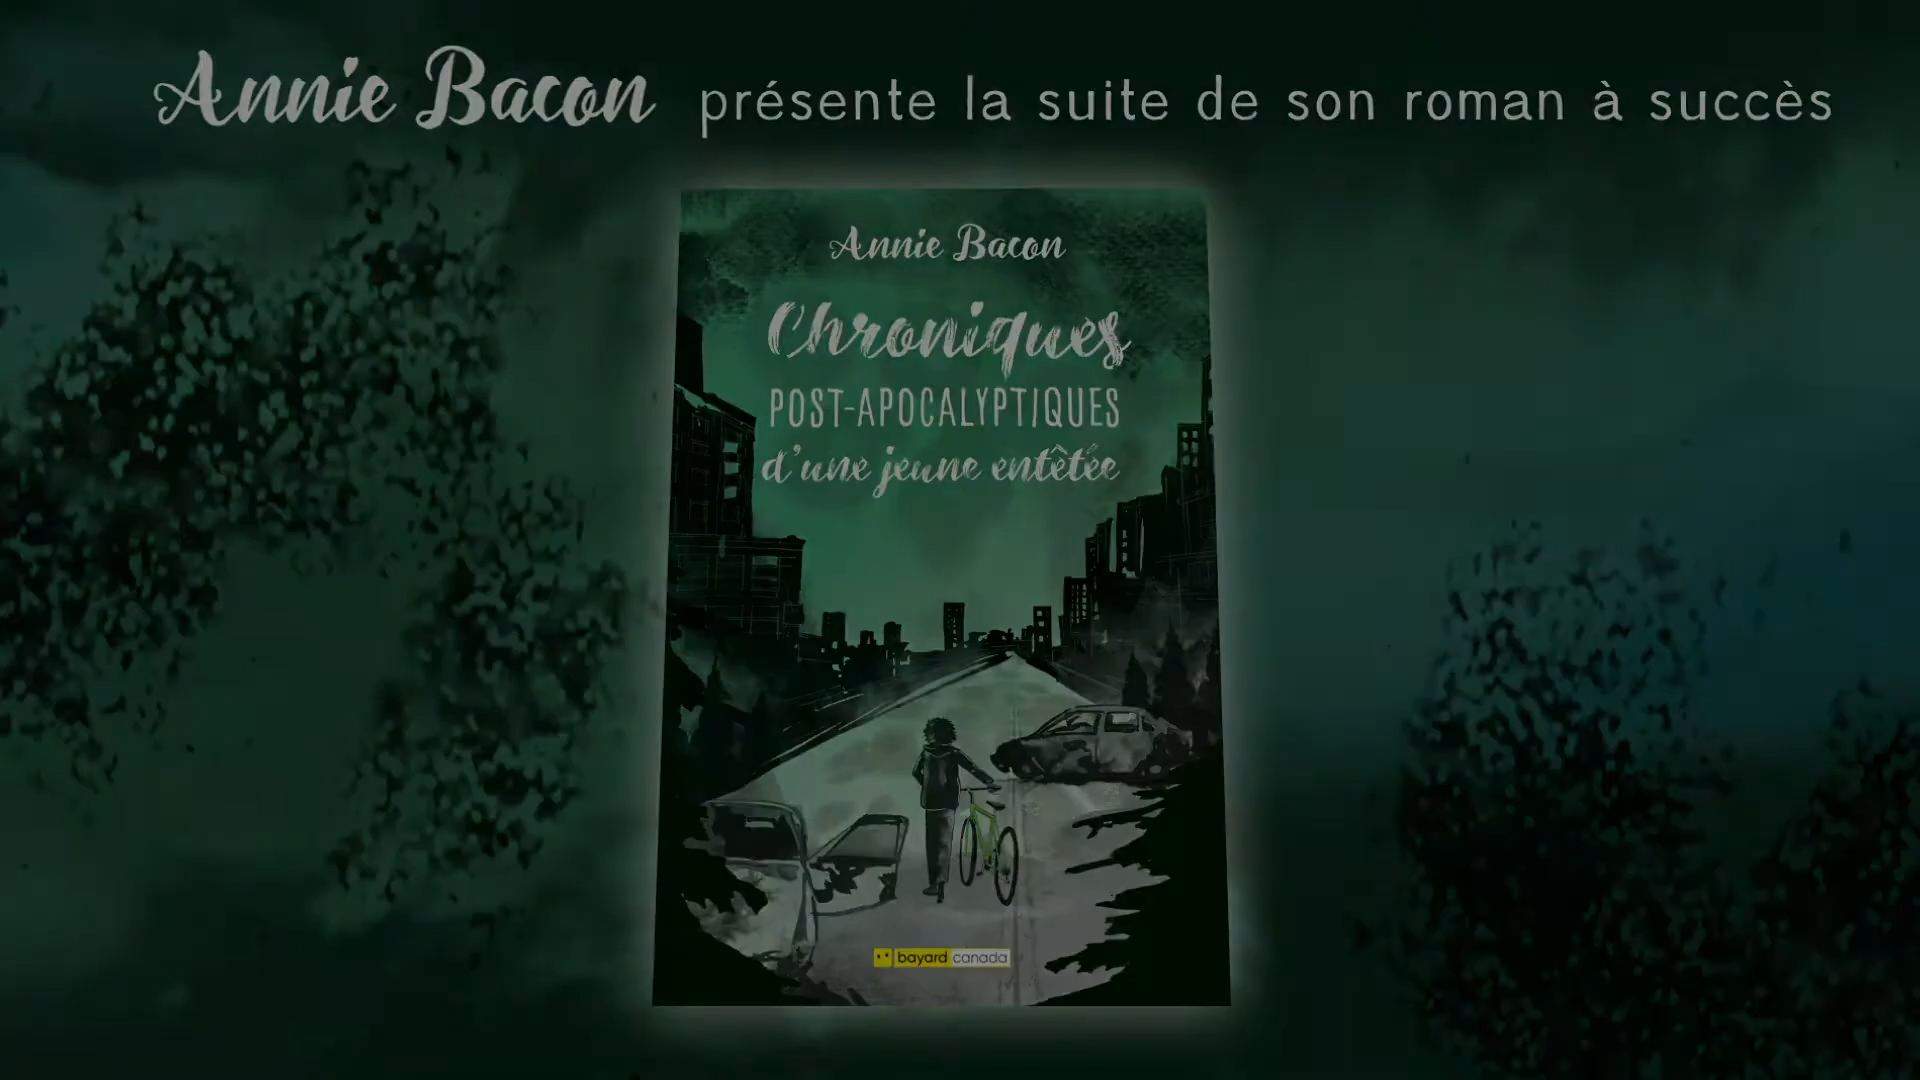 Annie Bacon présente la suite de son roman à succès
Annie Bacon
Chroniques
POST-APOCALYPTIQUES
d'une jeune entêtée
bayard canada